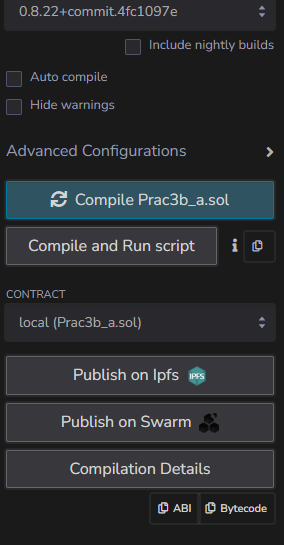 0.8.22+commit.4fc1097e
Include nightly builds
Auto compile
Hide warnings
Advanced Configurations
Compile Prac3b_a.sol
Compile and Run script
CONTRACT
local (Prac3b_a.sol)
Publish on Ipfs IPFS
Publish on Swarm
Compilation Details
ABI Bytecode